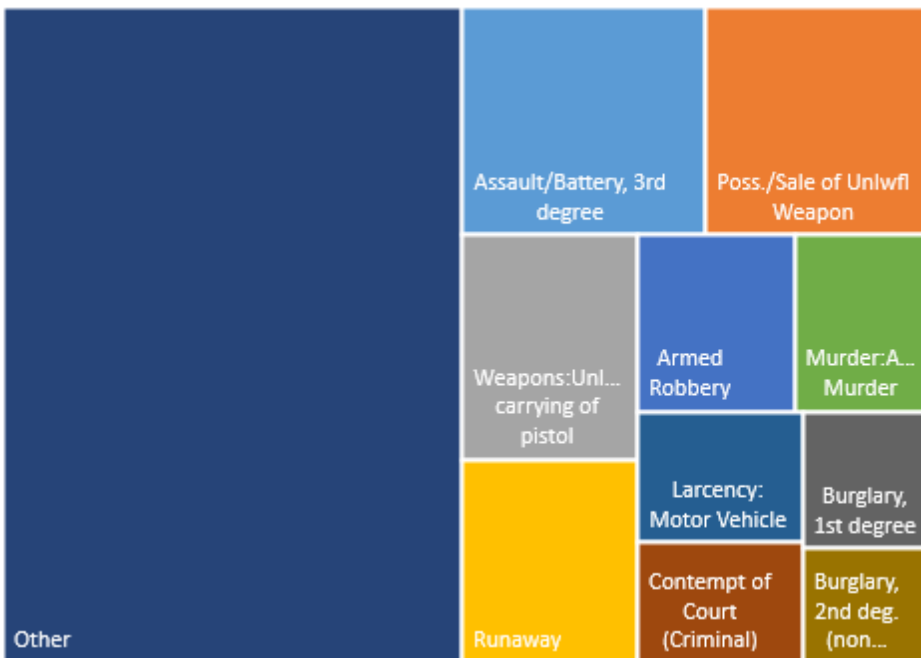 Other
Assault/Battery, 3rd
degree
Poss./Sale of Unlwfl
Weapon
Weapons:Unl...
carrying of
pistol
Armed
Robbery
Murder:A...
Murder
Runaway
Larcency:
Motor Vehicle
Burglary,
1st degree
Contempt of
Court
(Criminal)
Burglary,
2nd deg.
(non...